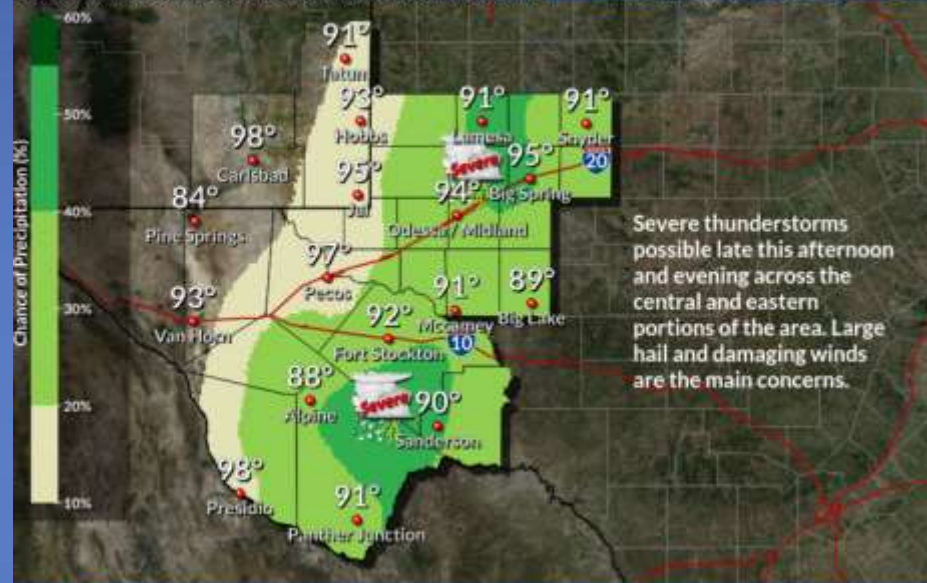 60%
50%
40%
30%
20%
10%
Chance of Precipitation (%)
91°
Tatum
93°
Hobbs
91°
Lamesa
91°
Snyder
98°
Carlsbad
95°
Jal
Severe
95°
Big Spring
20
84°
Pine Springs
94°
Odessa / Midland
97°
Pecos
93°
Van Horn
91°
McCamey
89°
Big Lake
92°
Fort Stockton
10
88°
Alpine
Severe
90°
Sanderson
98°
Presidio
91°
Panther Junction
Severe thunderstorms
possible late this afternoon
and evening across the
central and eastern
portions of the area. Large
hail and damaging winds
are the main concerns.